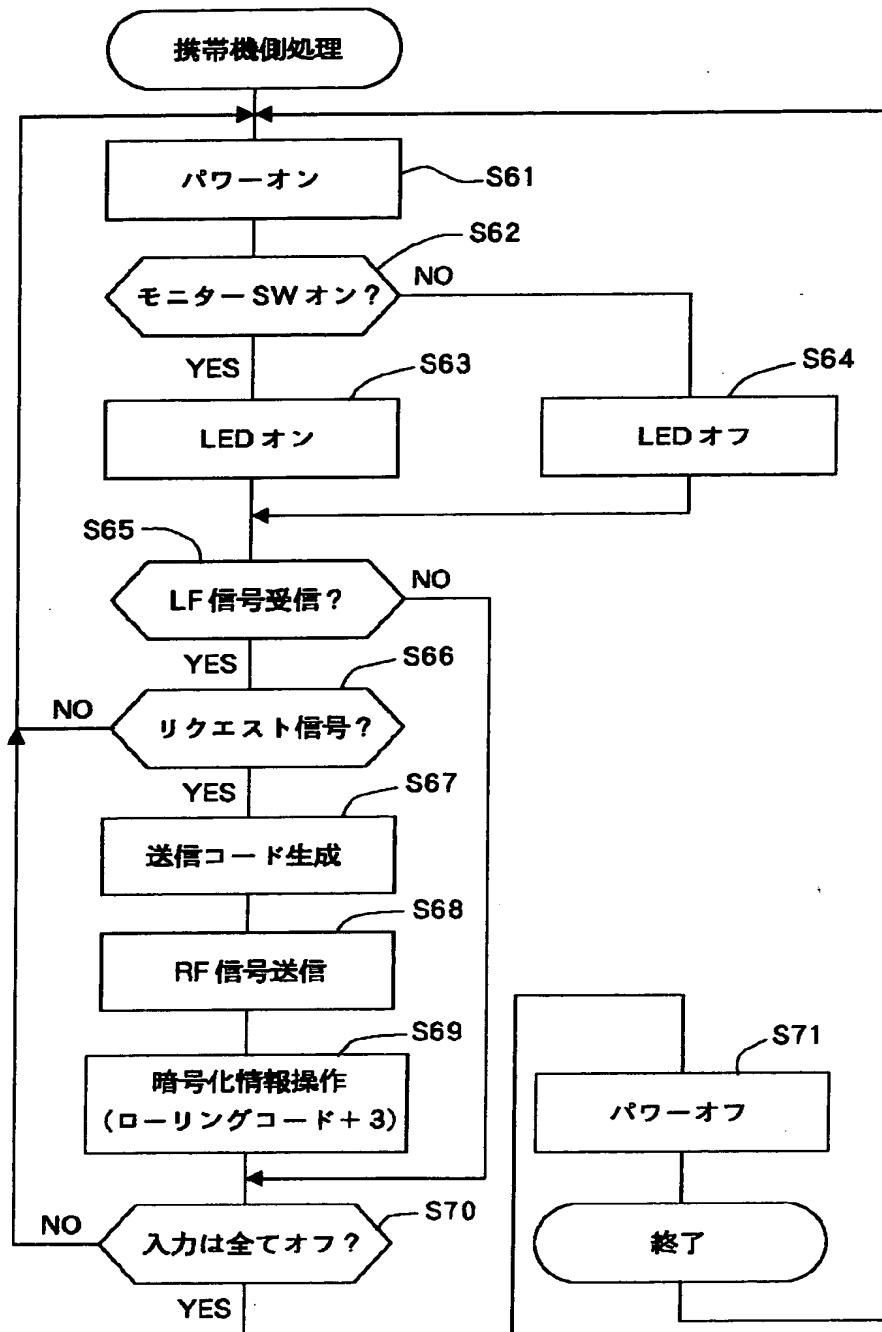 携帯機側処理
パワーオン
S61
S62
モニターSWオン？
NO
YES
S63
S64
LEDオン
LEDオフ
S65
LF信号受信？
NO
YES
S66
NO
リクエスト信号？
YES
S67
送信コード生成
S68
RF信号送信
S69
暗号化情報操作
(ローリングコード＋3)
S71
パワーオフ
NO
S70
入力は全てオフ？
終了
YES